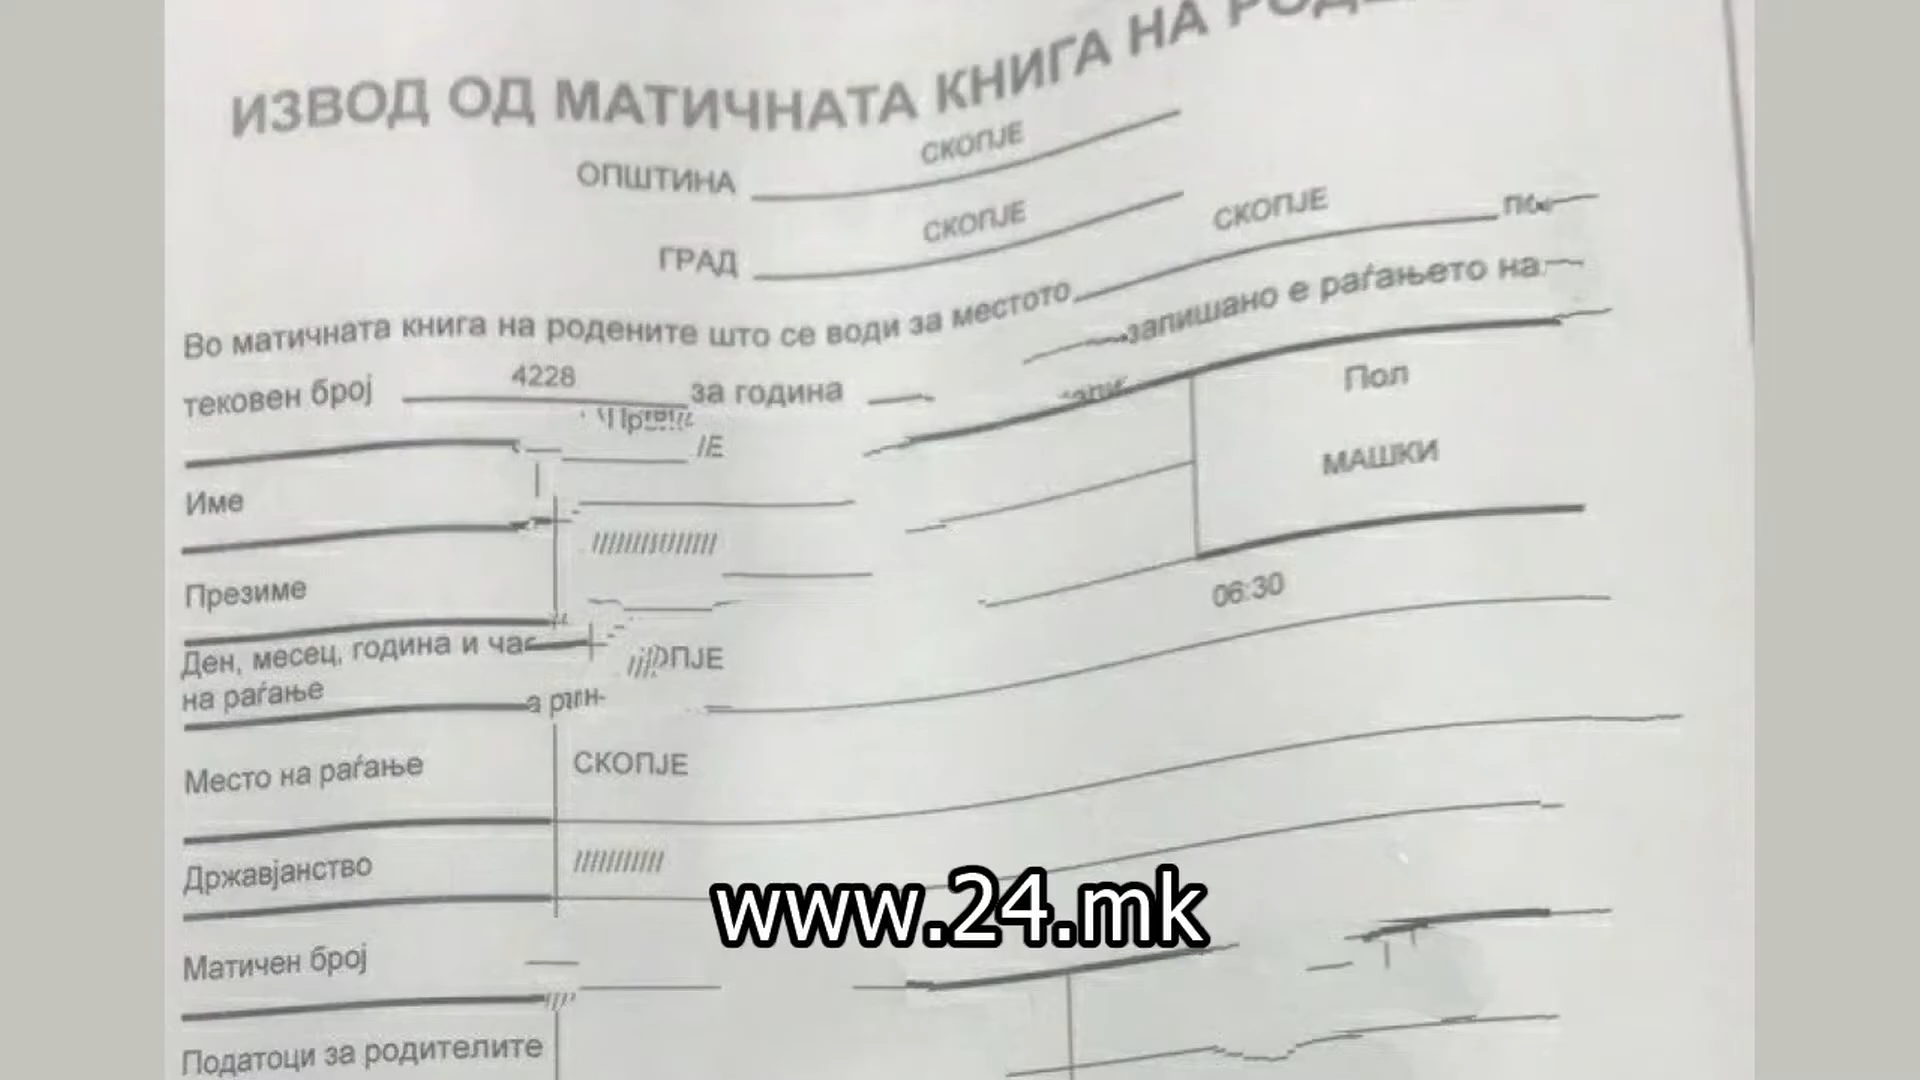 ИЗВОД ОД МАТИЧНАТА КНИГА НА
ОПШТИНА СКОПЈЕ
ГРАД СКОПЈЕ
Во матичната книга на родените што се води за местото СКОПЈЕ
тековен број 4228 за година запишано е раѓањето на
Име
Пол
МАШКИ
Презиме
Ден, месец, година и час 06:30
на раѓање
Место на раѓање СКОПЈЕ
Државјанство //////////
www.24.mk
Матичен број
Податоци за родителите